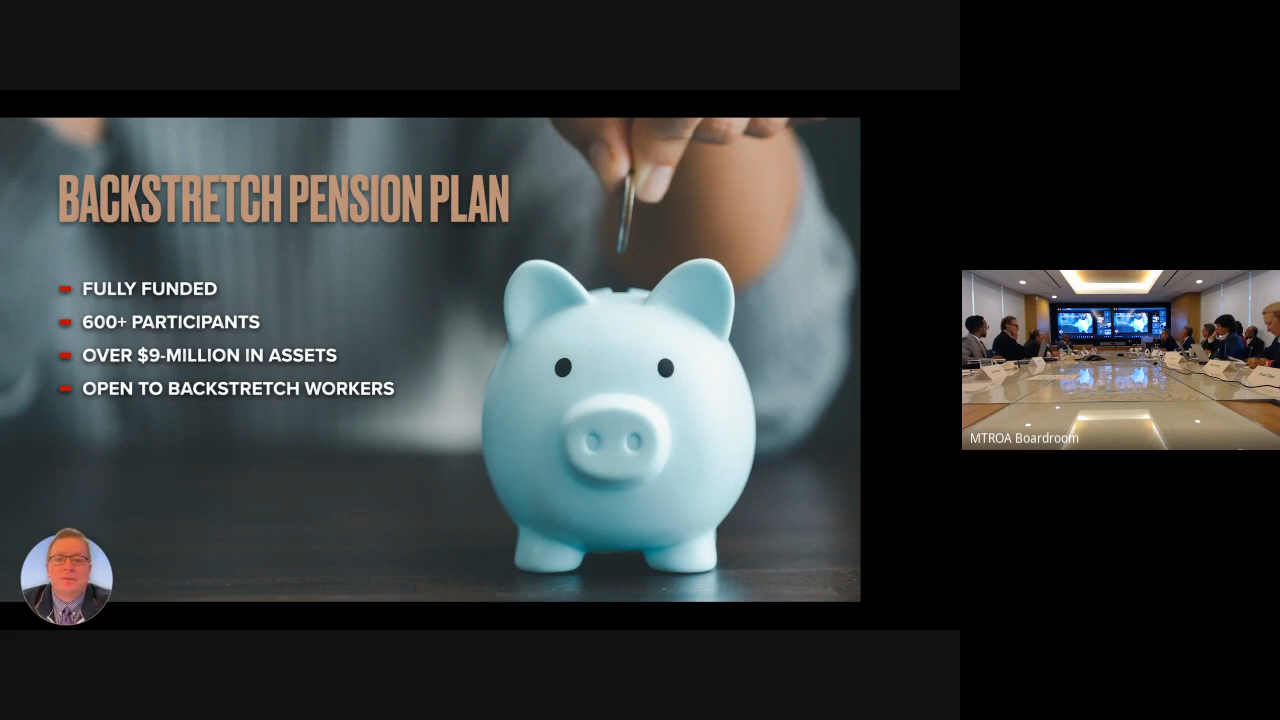 BACKSTRETCH PENSION PLAN
FULLY FUNDED
600+ PARTICIPANTS
OVER $9-MILLION IN ASSETS
OPEN TO BACKSTRETCH WORKERS
MTROA Boardroom